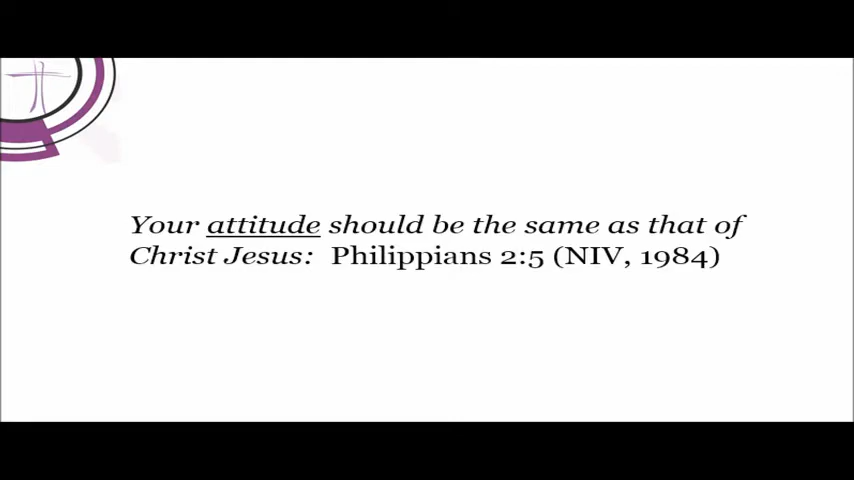 Your attitude should be the same as that of
Christ Jesus: Philippians 2:5 (NIV, 1984)